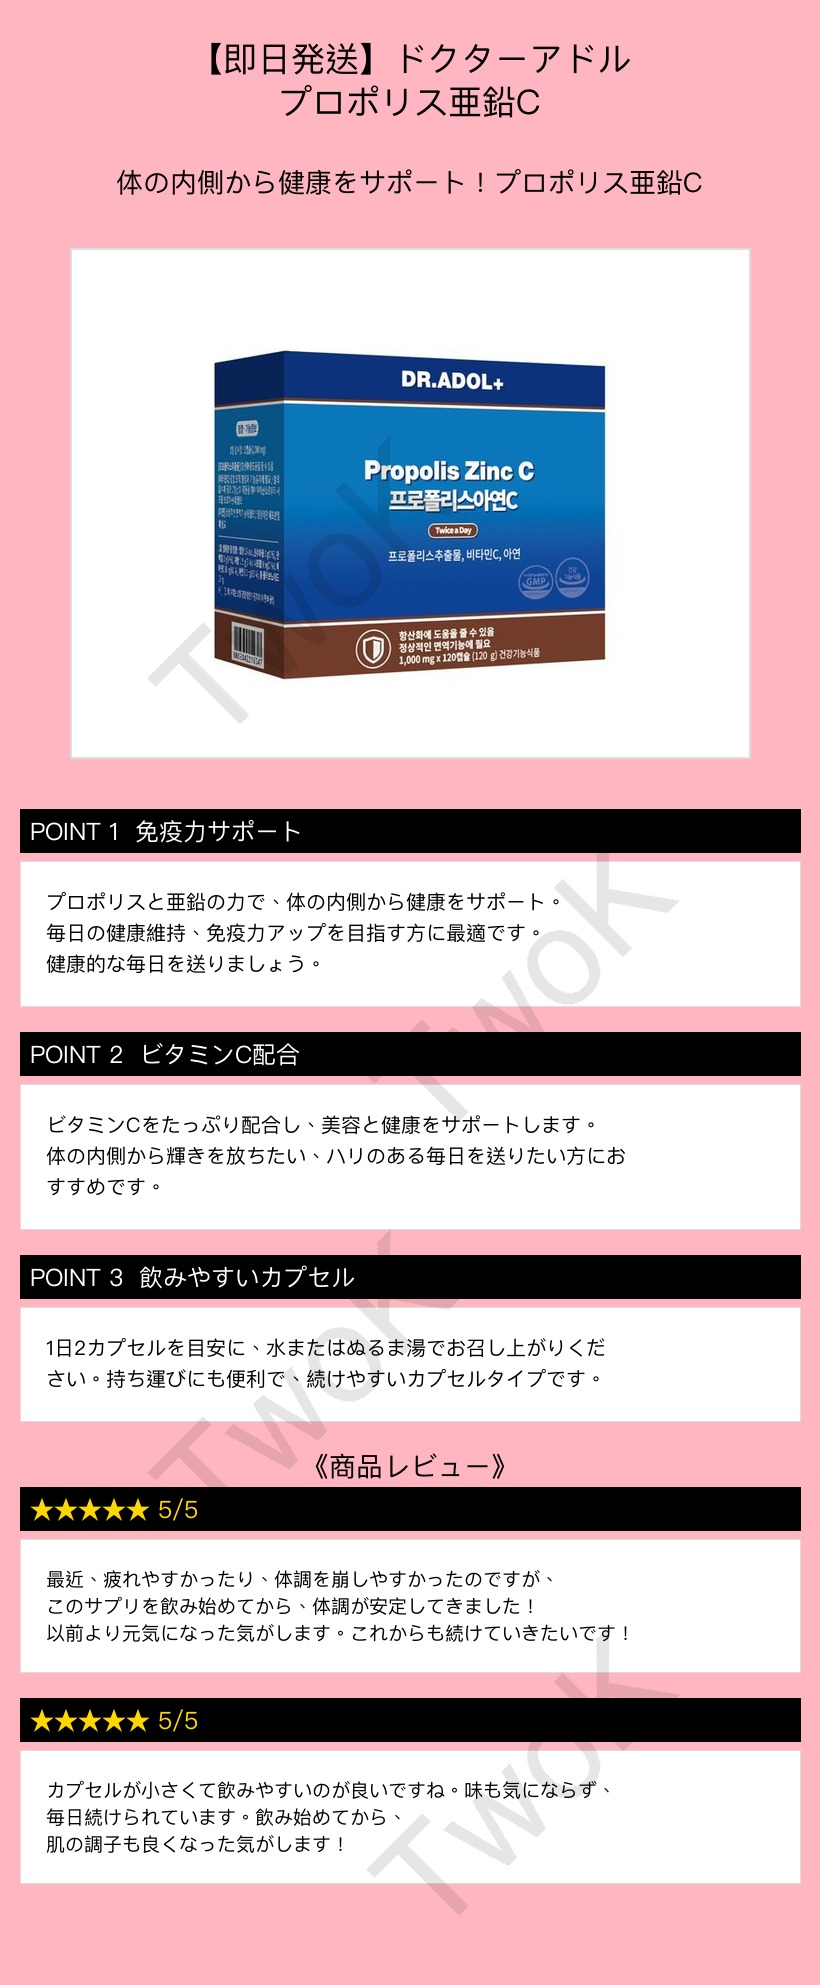 【即日発送】ドクターアドル
プロポリス亜鉛C
体の内側から健康をサポート！プロポリス亜鉛C
DR.ADOL+
Propolis Zinc C
프로폴리스아연C
Twice a Day
프로폴리스추출물, 비타민C, 아연
GMP
건강
기능식품
항산화에 도움을 줄 수 있음
정상적인 면역기능에 필요
1,000 mg x 120캡슐 (120 g) 건강기능식품
TwoK
POINT 1 免疫力サポート
プロポリスと亜鉛の力で、体の内側から健康をサポート。
毎日の健康維持、免疫力アップを目指す方に最適です。
健康的な毎日を送りましょう。
TwoK
POINT 2 ビタミンC配合
ビタミンCをたっぷり配合し、美容と健康をサポートします。
体の内側から輝きを放ちたい、ハリのある毎日を送りたい方にお
すすめです。
POINT 3 飲みやすいカプセル
1日2カプセルを目安に、水またはぬるま湯でお召し上がりくだ
さい。持ち運びにも便利で、続けやすいカプセルタイプです。
TwoK
《商品レビュー》
★★★★★ 5/5
最近、疲れやすかったり、体調を崩しやすかったのですが、
このサプリを飲み始めてから、体調が安定してきました！
以前より元気になった気がします。これからも続けていきたいです！
★★★★★ 5/5
カプセルが小さくて飲みやすいのが良いですね。味も気にならず、
毎日続けられています。飲み始めてから、
肌の調子も良くなった気がします！
TwoK